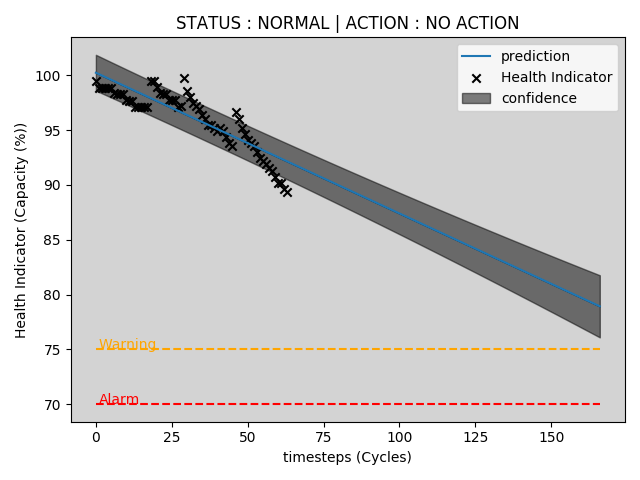 STATUS : NORMAL | ACTION : NO ACTION
prediction
Health Indicator
confidence
Health Indicator (Capacity (%))
100
95
90
85
80
75
70
Warning
Alarm
0
25
50
75
100
125
150
timesteps (Cycles)